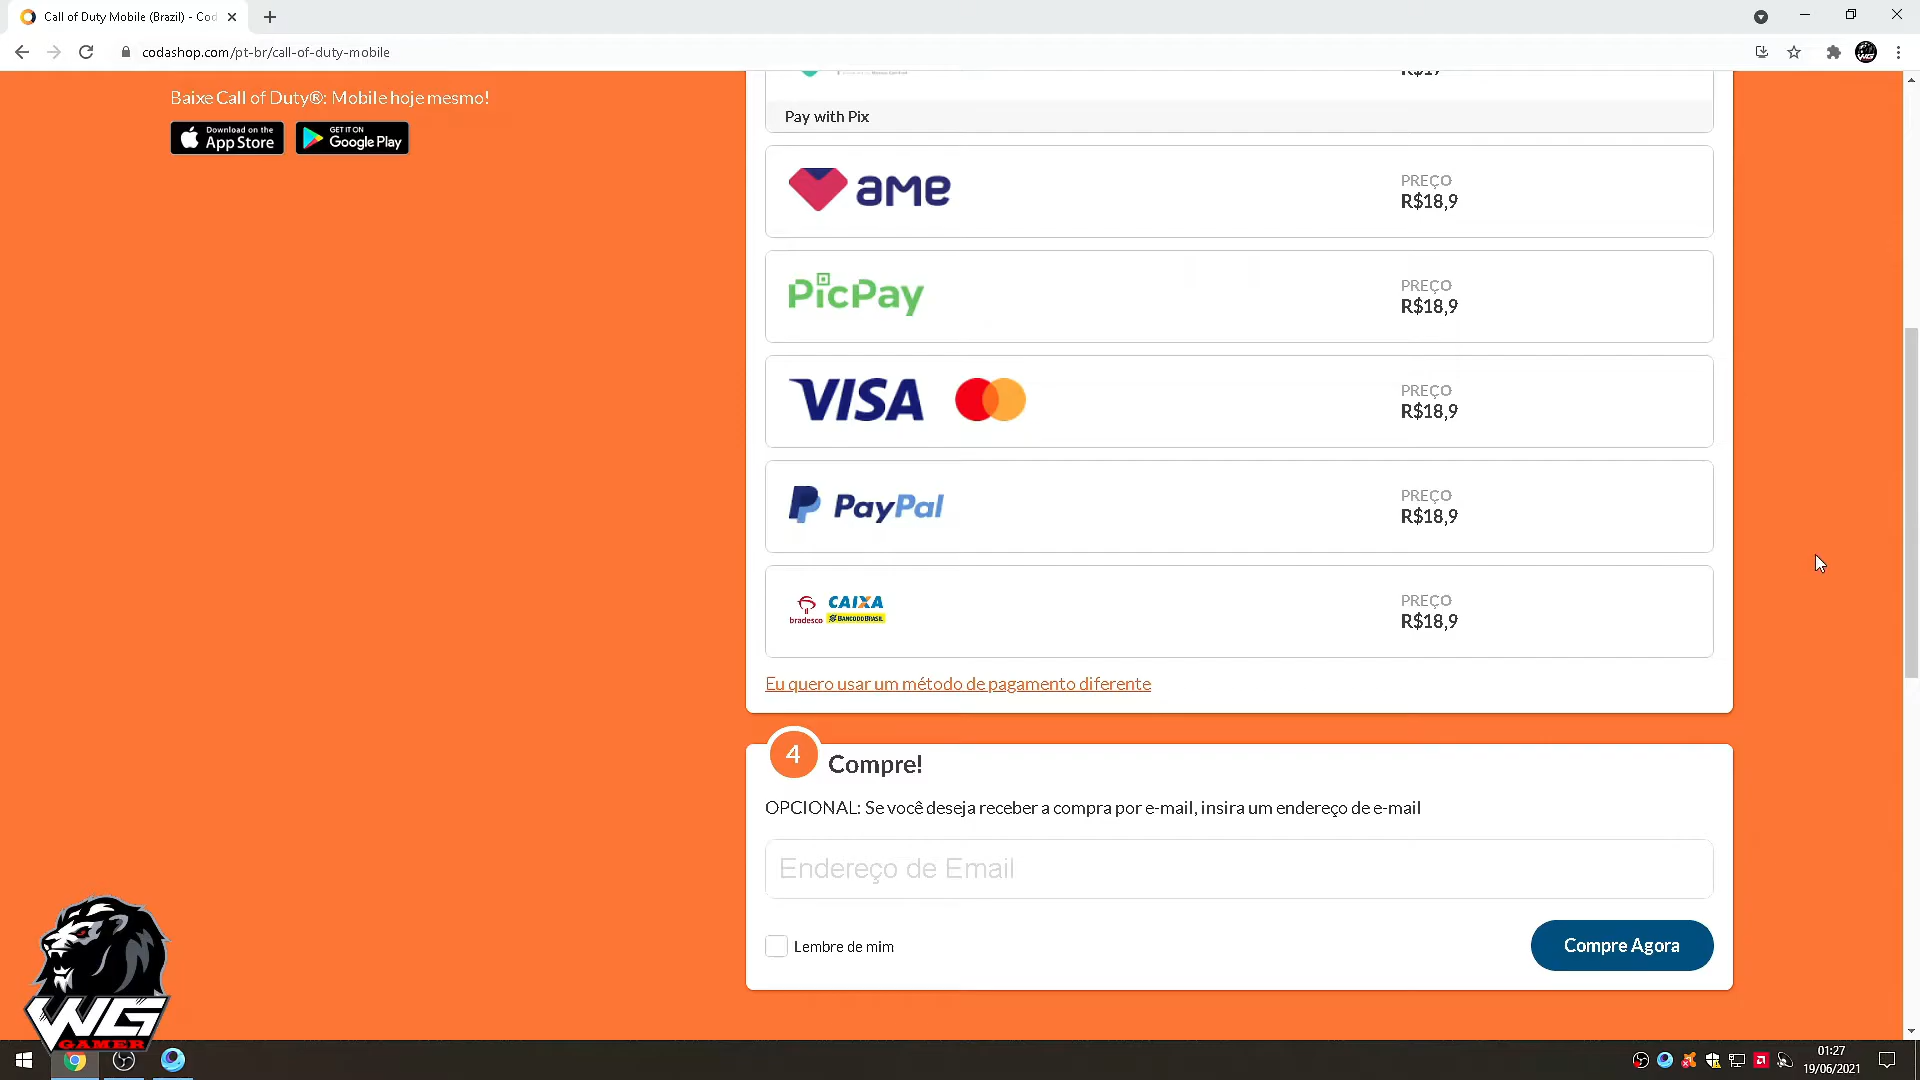 Call of Duty Mobile (Brazil) - Cod
codashop.com/pt-br/call-of-duty-mobile
Baixe Call of Duty®: Mobile hoje mesmo!
Download on the
App Store
GET IT ON
Google Play
R$17
Pay with Pix
ame
PREÇO
R$18,9
PicPay
PREÇO
R$18,9
VISA
PREÇO
R$18,9
PayPal
PREÇO
R$18,9
bradesco
CAIXA
BANCO DO BRASIL
PREÇO
R$18,9
Eu quero usar um método de pagamento diferente
4
Compre!
OPCIONAL: Se você deseja receber a compra por e-mail, insira um endereço de e-mail
Endereço de Email
Lembre de mim
Compre Agora
WG
GAMER
01:27
19/06/2021